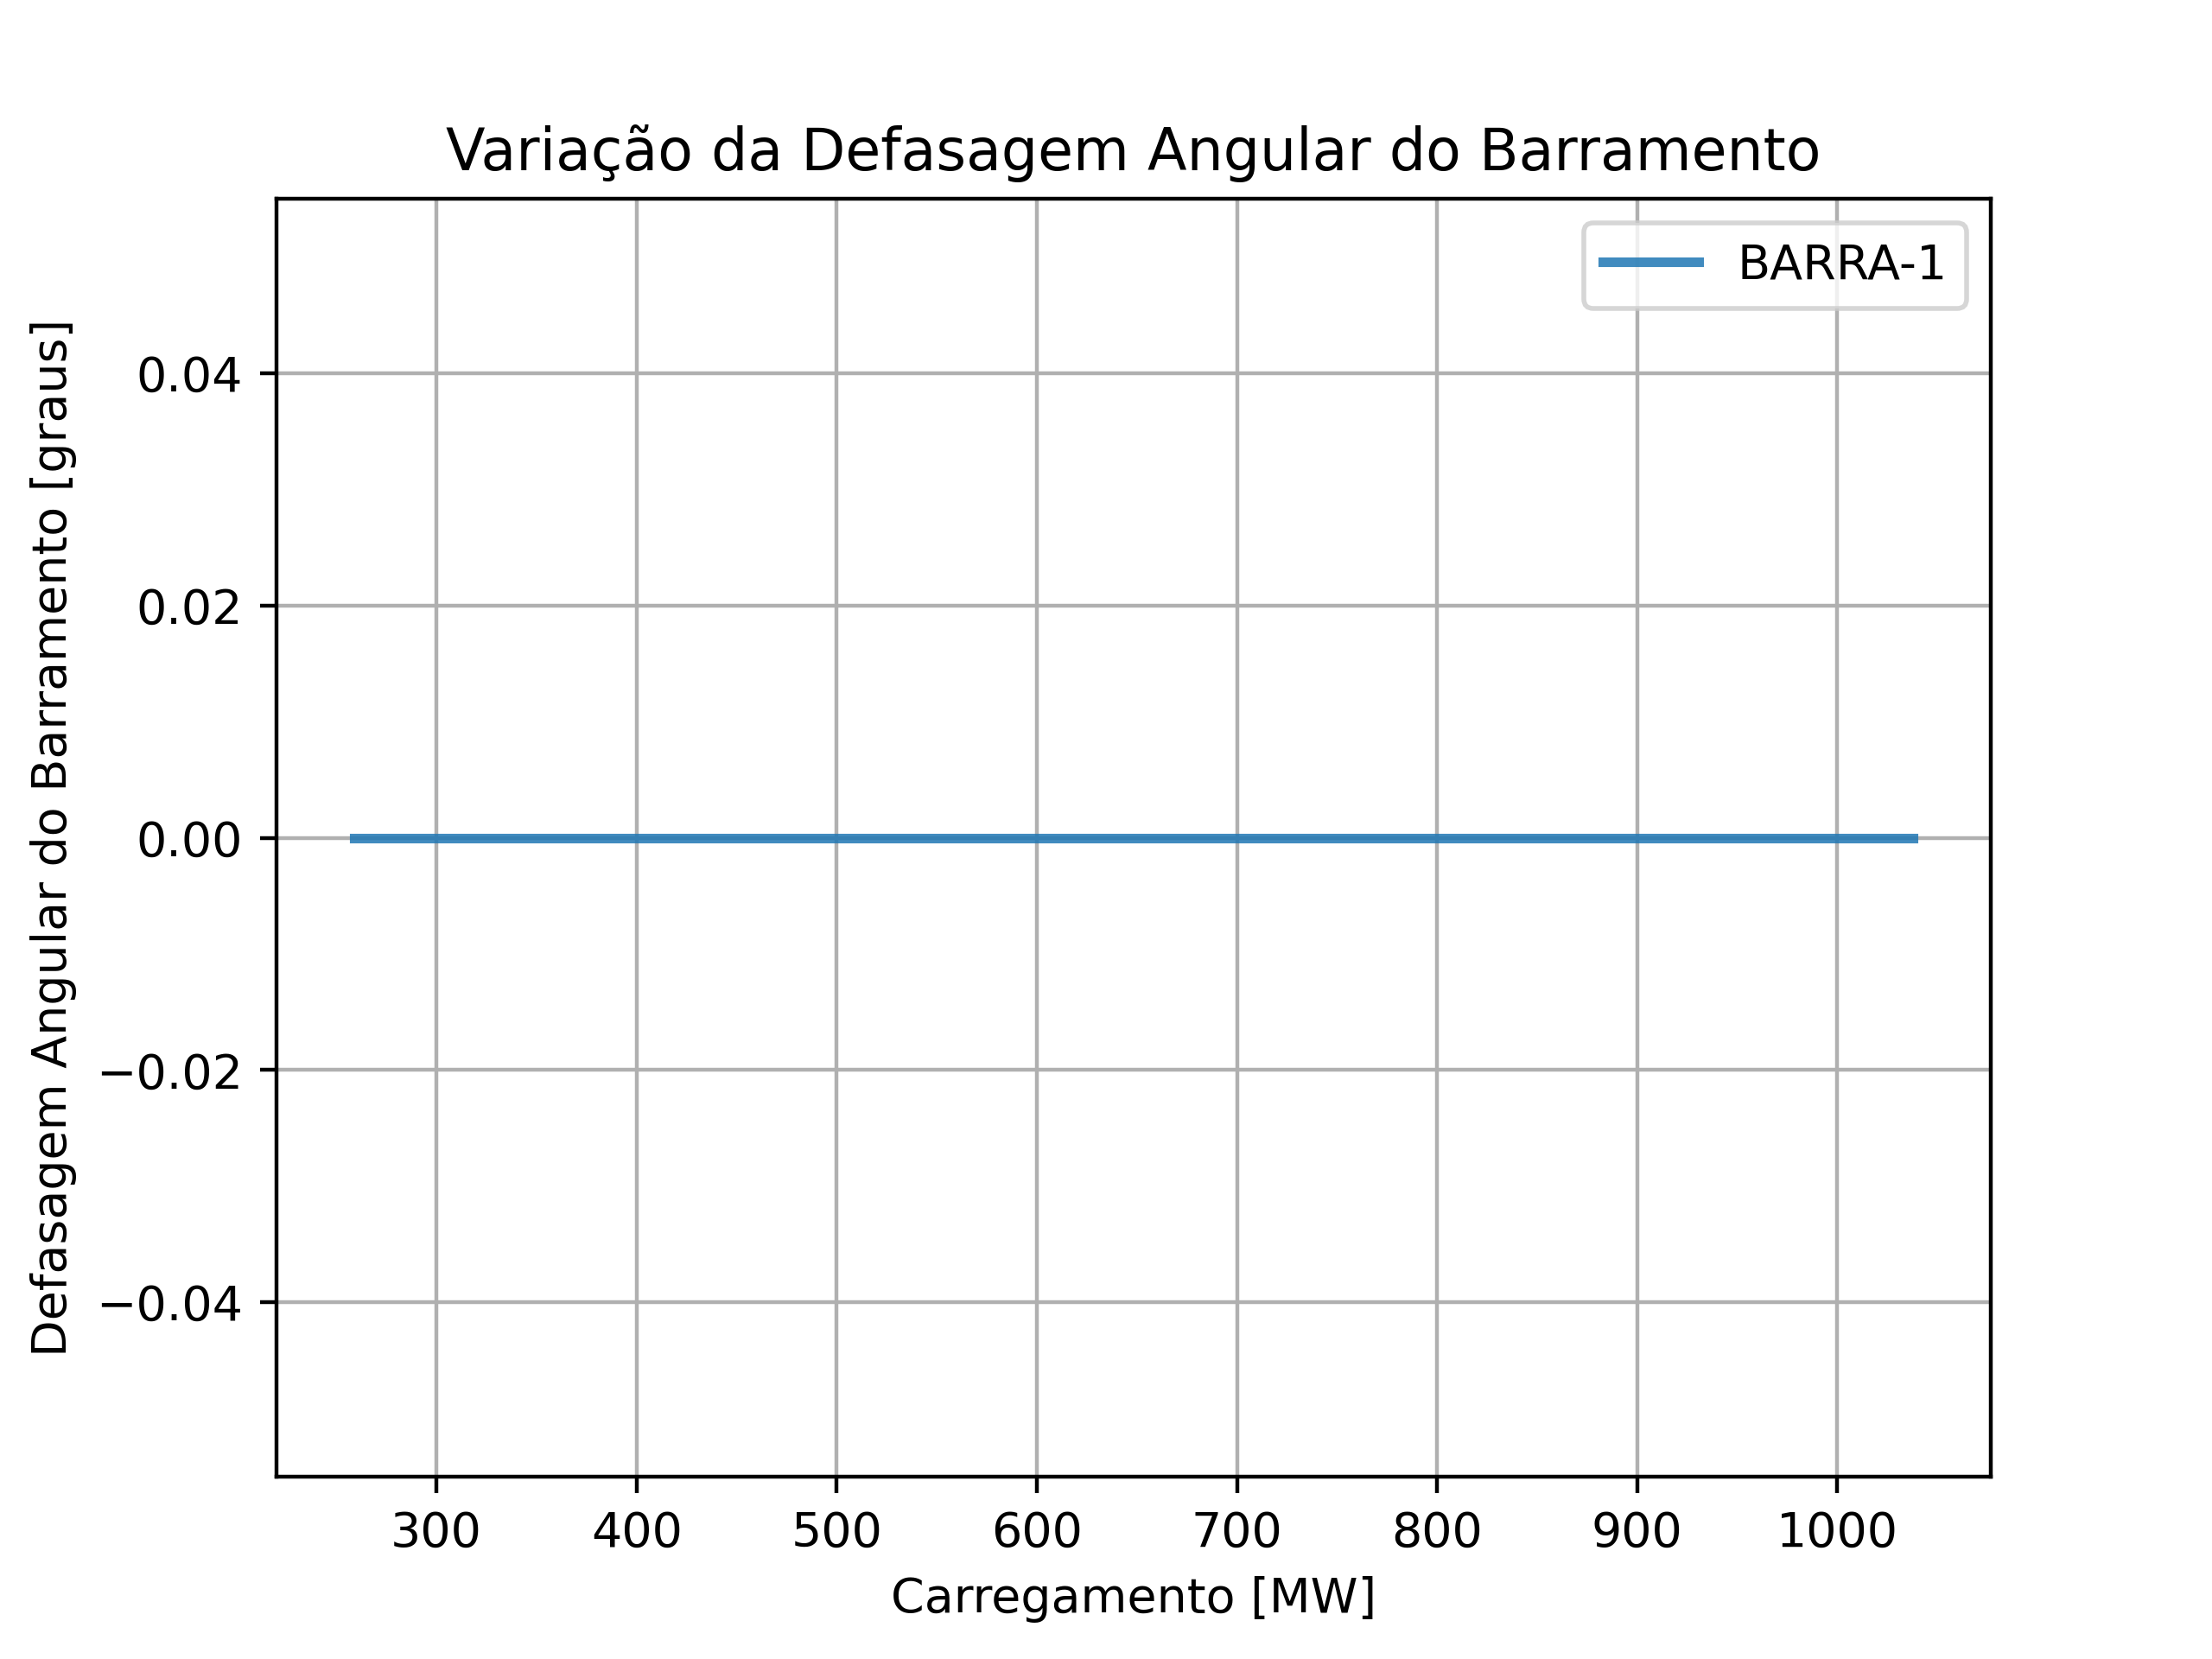 Variação da Defasagem Angular do Barramento
BARRA-1
Defasagem Angular do Barramento [graus]
0.04
0.02
0.00
−0.02
−0.04
300 400 500 600 700 800 900 1000
Carregamento [MW]